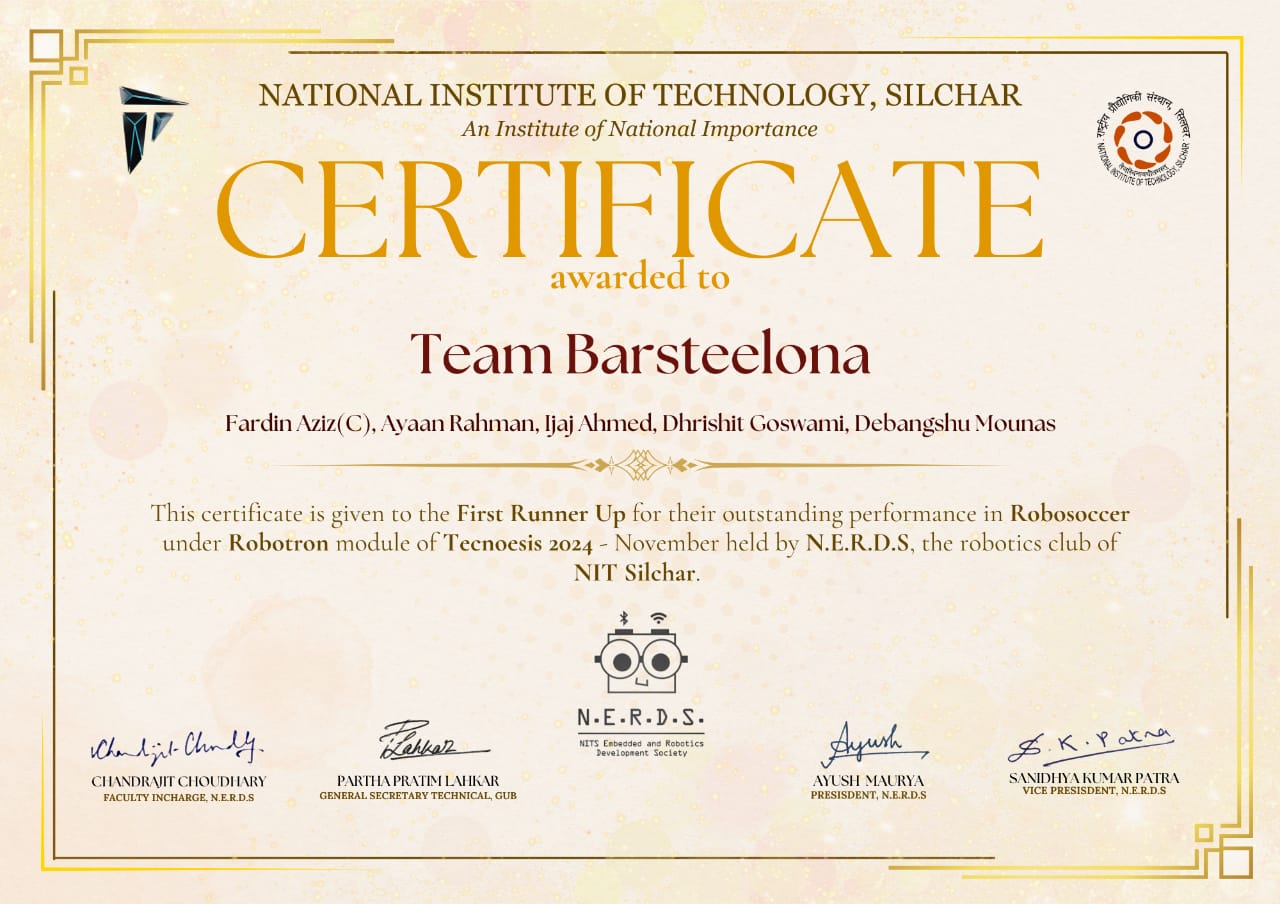 NATIONAL INSTITUTE OF TECHNOLOGY, SILCHAR
An Institute of National Importance
राष्ट्रीय प्रौद्योगिकी संस्थान, सिलचर
NATIONAL INSTITUTE OF TECHNOLOGY, SILCHAR
CERTIFICATE
awarded to
Team Barsteelona
Fardin Aziz(C), Ayaan Rahman, Ijaj Ahmed, Dhrishit Goswami, Debangshu Mounas
This certificate is given to the First Runner Up for their outstanding performance in Robosoccer
under Robotron module of Tecnoesis 2024 - November held by N.E.R.D.S, the robotics club of
NIT Silchar.
N.E.R.D.S.
NITS Embedded and Robotics
Development Society
Chandrajit Choudhary
CHANDRAJIT CHOUDHARY
FACULTY INCHARGE, N.E.R.D.S
PLahkar
PARTHA PRATIM LAHKAR
GENERAL SECRETARY TECHNICAL, GUB
Ayush
AYUSH MAURYA
PRESISDENT, N.E.R.D.S
S.K.Patra
SANIDHYA KUMAR PATRA
VICE PRESISDENT, N.E.R.D.S